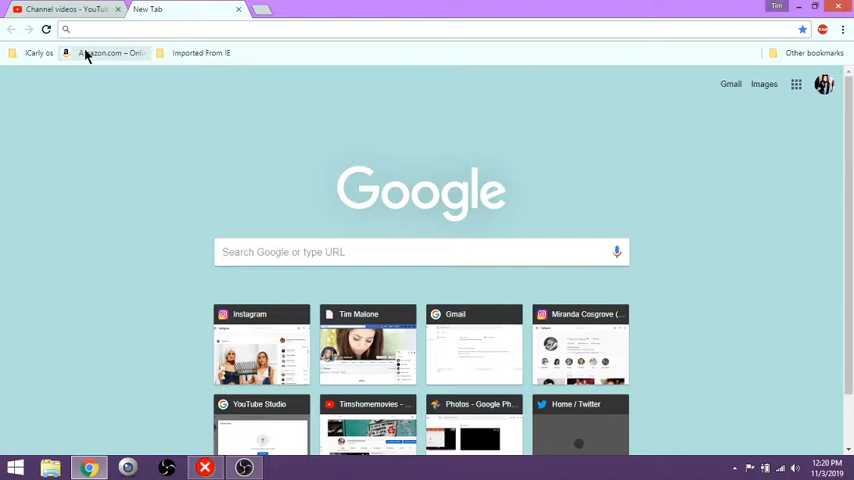 Channel videos - YouTub
New Tab
Tim
ICarly os
Amazon.com – Onli
Imported From IE
Other bookmarks
Gmail
Images
Google
Search Google or type URL
Instagram
Tim Malone
Gmail
Miranda Cosgrove (...
YouTube Studio
Timshomemovies - ...
Photos - Google Ph...
Home / Twitter
12:20 PM
11/3/2019